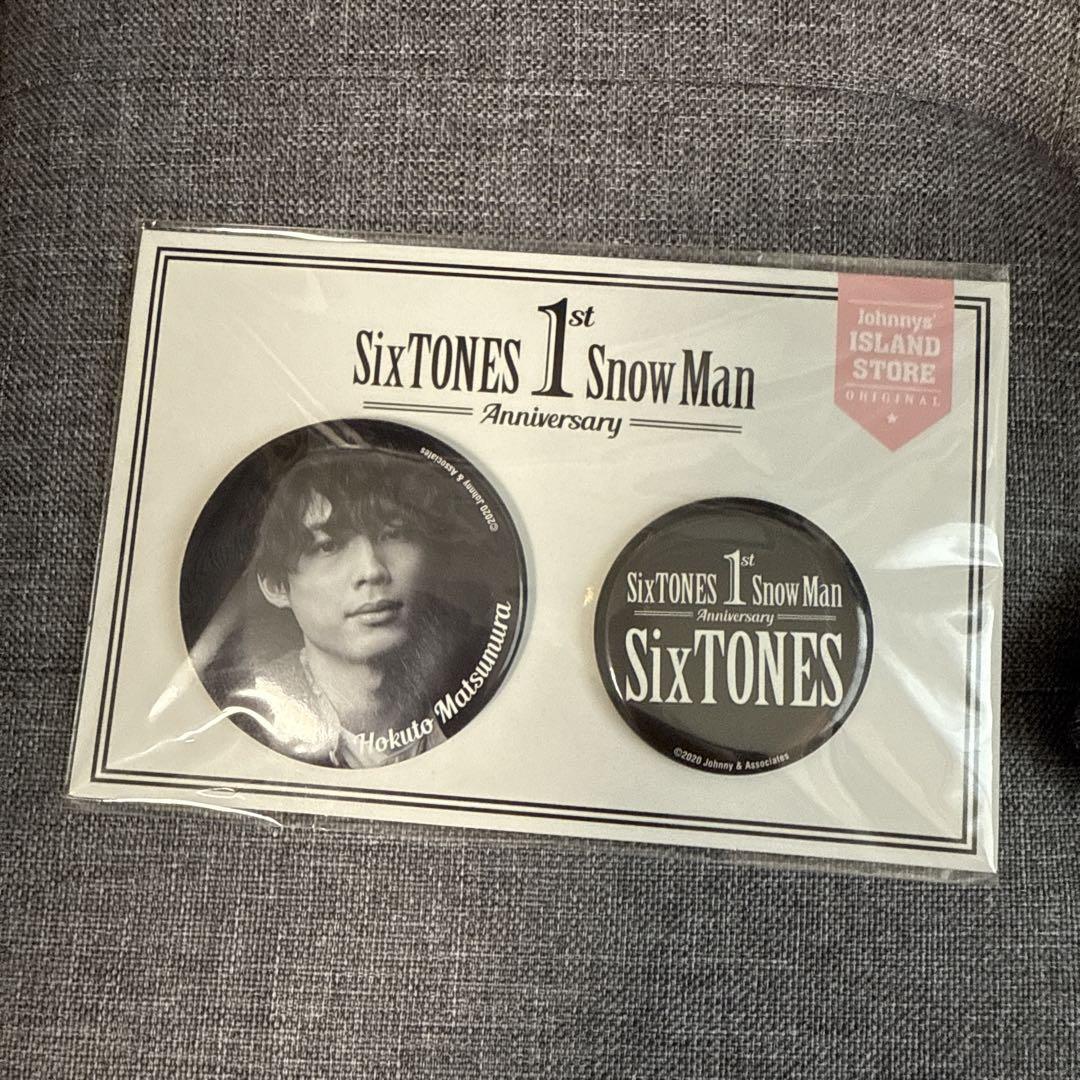 SixTONES 1st Snow Man
Anniversary
Johnnys'
ISLAND
STORE
ORIGINAL
©2020 Johnny & Associates
Hokuto Matsumura
SixTONES 1st Snow Man
Anniversary
SixTONES
©2020 Johnny & Associates